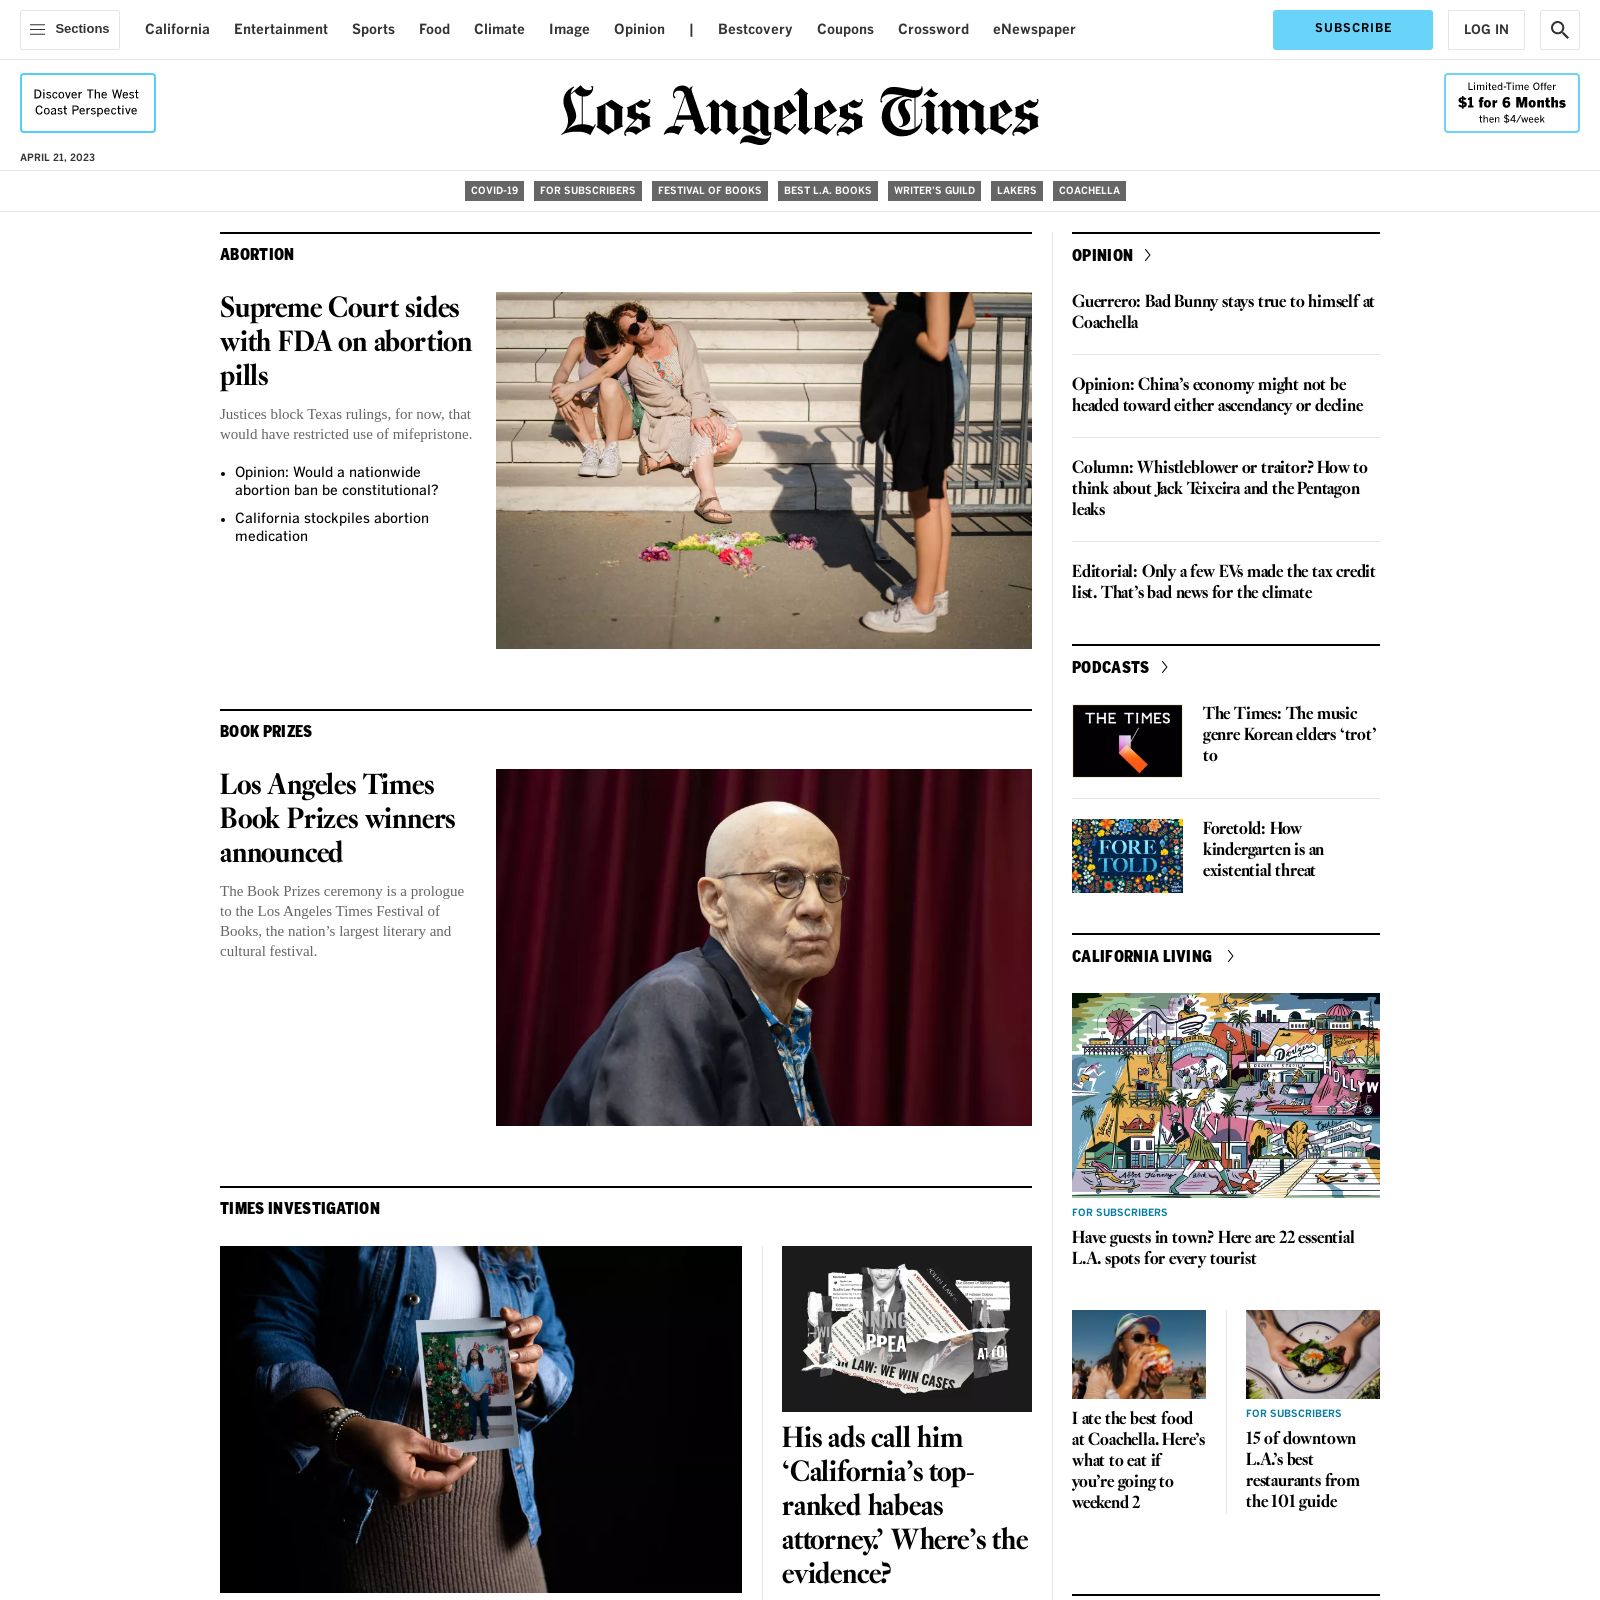 Sections
California
Entertainment
Sports
Food
Climate
Image
Opinion
|
Bestcovery
Coupons
Crossword
eNewspaper
SUBSCRIBE
LOG IN
Discover The West
Coast Perspective
Los Angeles Times
Limited-Time Offer
$1 for 6 Months
then $4/week
APRIL 21, 2023
COVID-19
FOR SUBSCRIBERS
FESTIVAL OF BOOKS
BEST L.A. BOOKS
WRITER'S GUILD
LAKERS
COACHELLA
ABORTION
Supreme Court sides
with FDA on abortion
pills
Justices block Texas rulings, for now, that
would have restricted use of mifepristone.
• Opinion: Would a nationwide
abortion ban be constitutional?
• California stockpiles abortion
medication
BOOK PRIZES
Los Angeles Times
Book Prizes winners
announced
The Book Prizes ceremony is a prologue
to the Los Angeles Times Festival of
Books, the nation’s largest literary and
cultural festival.
TIMES INVESTIGATION
LAW: WE WIN CASES
His ads call him
‘California’s top-
ranked habeas
attorney.’ Where’s the
evidence?
OPINION
Guerrero: Bad Bunny stays true to himself at
Coachella
Opinion: China’s economy might not be
headed toward either ascendancy or decline
Column: Whistleblower or traitor? How to
think about Jack Teixeira and the Pentagon
leaks
Editorial: Only a few EVs made the tax credit
list. That’s bad news for the climate
PODCASTS
THE TIMES
The Times: The music
genre Korean elders ‘trot’
to
FORE
TOLD
Foretold: How
kindergarten is an
existential threat
CALIFORNIA LIVING
Dodgers
HOLLYW
FOR SUBSCRIBERS
Have guests in town? Here are 22 essential
L.A. spots for every tourist
I ate the best food
at Coachella. Here’s
what to eat if
you’re going to
weekend 2
FOR SUBSCRIBERS
15 of downtown
L.A.’s best
restaurants from
the 101 guide